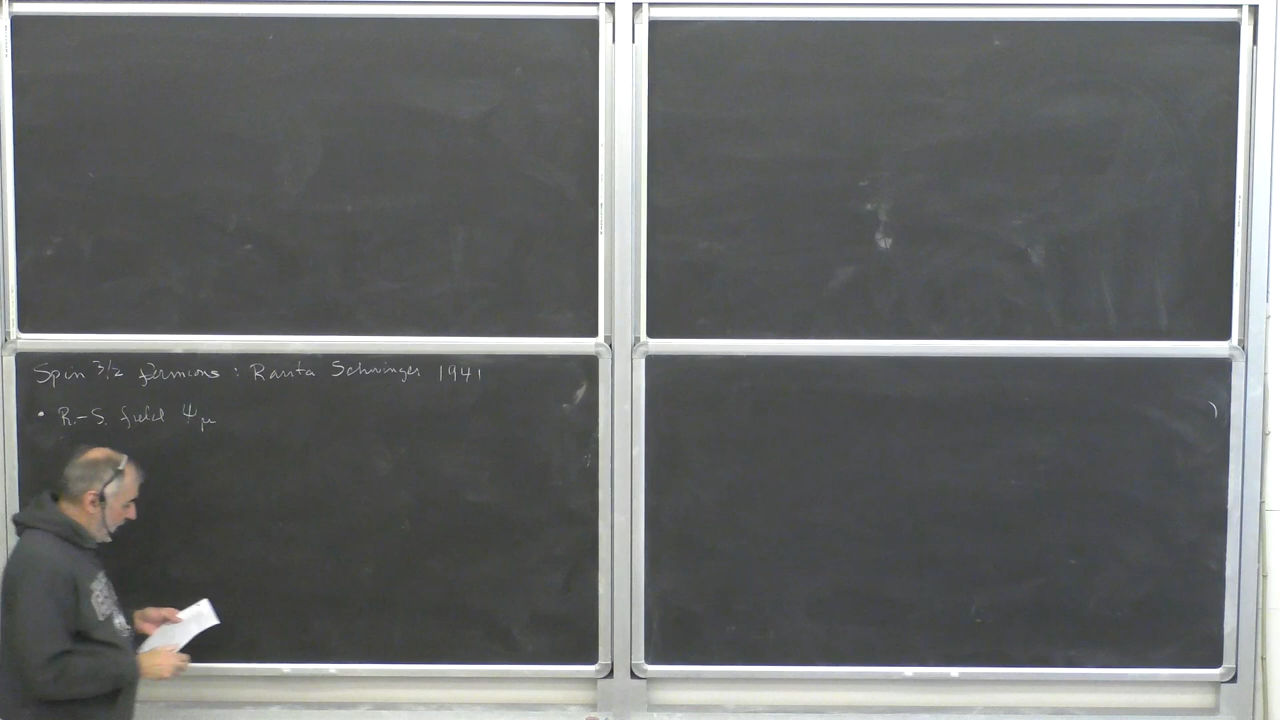 Spin 3/2 fermions : Rarita Schwinger 1941
• R.-S. field Ψμ